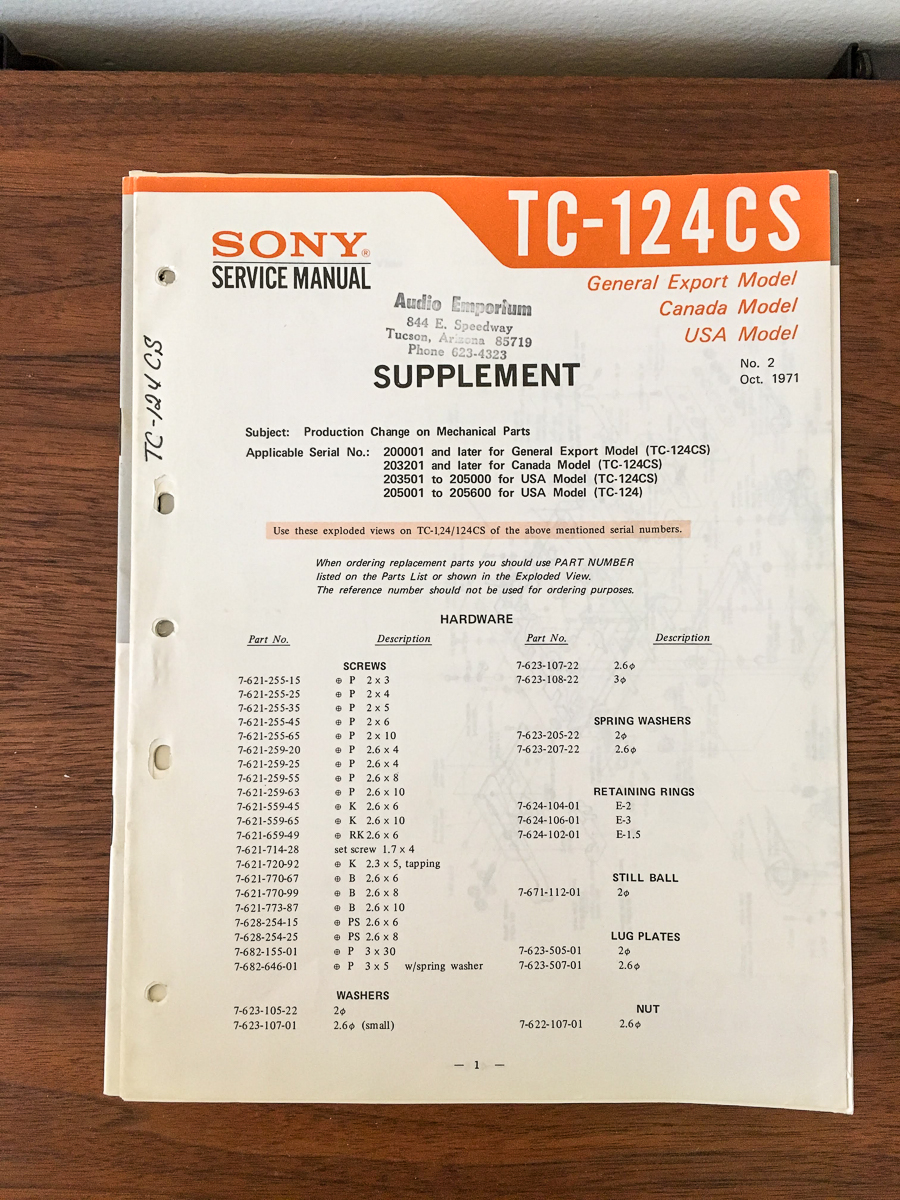 TC-124CS
SONY®
SERVICE MANUAL
General Export Model
Canada Model
USA Model
Audio Emporium
844 E. Speedway
Tucson, Arizona 85719
Phone 623-4323
No. 2
Oct. 1971
SUPPLEMENT
TC-124CS
Subject: Production Change on Mechanical Parts
Applicable Serial No.: 200001 and later for General Export Model (TC-124CS)
203201 and later for Canada Model (TC-124CS)
203501 to 205000 for USA Model (TC-124CS)
205001 to 205600 for USA Model (TC-124)
Use these exploded views on TC-124/124CS of the above mentioned serial numbers.
When ordering replacement parts you should use PART NUMBER
listed on the Parts List or shown in the Exploded View.
The reference number should not be used for ordering purposes.
HARDWARE
Part No. Description
SCREWS
7-621-255-15 ⊕ P 2 x 3
7-621-255-25 ⊕ P 2 x 4
7-621-255-35 ⊕ P 2 x 5
7-621-255-45 ⊕ P 2 x 6
7-621-255-65 ⊕ P 2 x 10
7-621-259-20 ⊕ P 2.6 x 4
7-621-259-25 ⊕ P 2.6 x 4
7-621-259-55 ⊕ P 2.6 x 8
7-621-259-63 ⊕ P 2.6 x 10
7-621-559-45 ⊕ K 2.6 x 6
7-621-559-65 ⊕ K 2.6 x 10
7-621-659-49 ⊕ RK 2.6 x 6
7-621-714-28 set screw 1.7 x 4
7-621-720-92 ⊕ K 2.3 x 5, tapping
7-621-770-67 ⊕ B 2.6 x 6
7-621-770-99 ⊕ B 2.6 x 8
7-621-773-87 ⊕ B 2.6 x 10
7-628-254-15 ⊕ PS 2.6 x 6
7-628-254-25 ⊕ PS 2.6 x 8
7-682-155-01 ⊕ P 3 x 30
7-682-646-01 ⊕ P 3 x 5 w/spring washer
WASHERS
7-623-105-22 2φ
7-623-107-01 2.6φ (small)
Part No. Description
7-623-107-22 2.6φ
7-623-108-22 3φ
SPRING WASHERS
7-623-205-22 2φ
7-623-207-22 2.6φ
RETAINING RINGS
7-624-104-01 E-2
7-624-106-01 E-3
7-624-102-01 E-1.5
STILL BALL
7-671-112-01 2φ
LUG PLATES
7-623-505-01 2φ
7-623-507-01 2.6φ
NUT
7-622-107-01 2.6φ
— 1 —